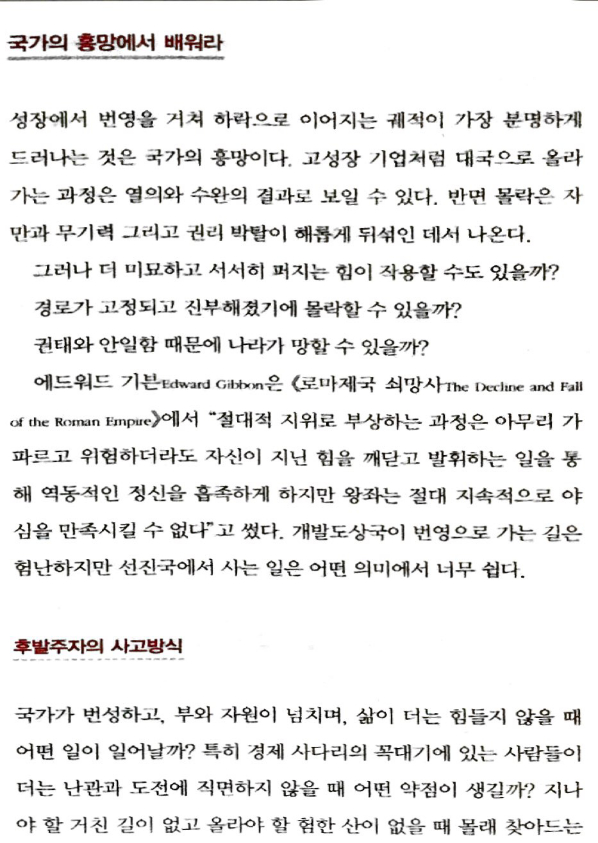 국가의 흥망에서 배워라
성장에서 번영을 거쳐 하락으로 이어지는 궤적이 가장 분명하게
드러나는 것은 국가의 흥망이다. 고성장 기업처럼 대국으로 올라
가는 과정은 열의와 수완의 결과로 보일 수 있다. 반면 몰락은 자
만과 무기력 그리고 권리 박탈이 해롭게 뒤섞인 데서 나온다.
그러나 더 미묘하고 서서히 퍼지는 힘이 작용할 수도 있을까?
경로가 고정되고 진부해졌기에 몰락할 수 있을까?
권태와 안일함 때문에 나라가 망할 수 있을까?
에드워드 기본Edward Gibbon은 《로마제국 쇠망사The Decline and Fall
of the Roman Empire》에서 “절대적 지위로 부상하는 과정은 아무리 가
파르고 위험하더라도 자신이 지닌 힘을 깨닫고 발휘하는 일을 통
해 역동적인 정신을 흡족하게 하지만 왕좌는 절대 지속적으로 야
심을 만족시킬 수 없다”고 썼다. 개발도상국이 번영으로 가는 길은
험난하지만 선진국에서 사는 일은 어떤 의미에서 너무 쉽다.
후발주자의 사고방식
국가가 번성하고, 부와 자원이 넘치며, 삶이 더는 힘들지 않을 때
어떤 일이 일어날까? 특히 경제 사다리의 꼭대기에 있는 사람들이
더는 난관과 도전에 직면하지 않을 때 어떤 약점이 생길까? 지나
야 할 거친 길이 없고 올라야 할 험한 산이 없을 때 몰래 찾아드는